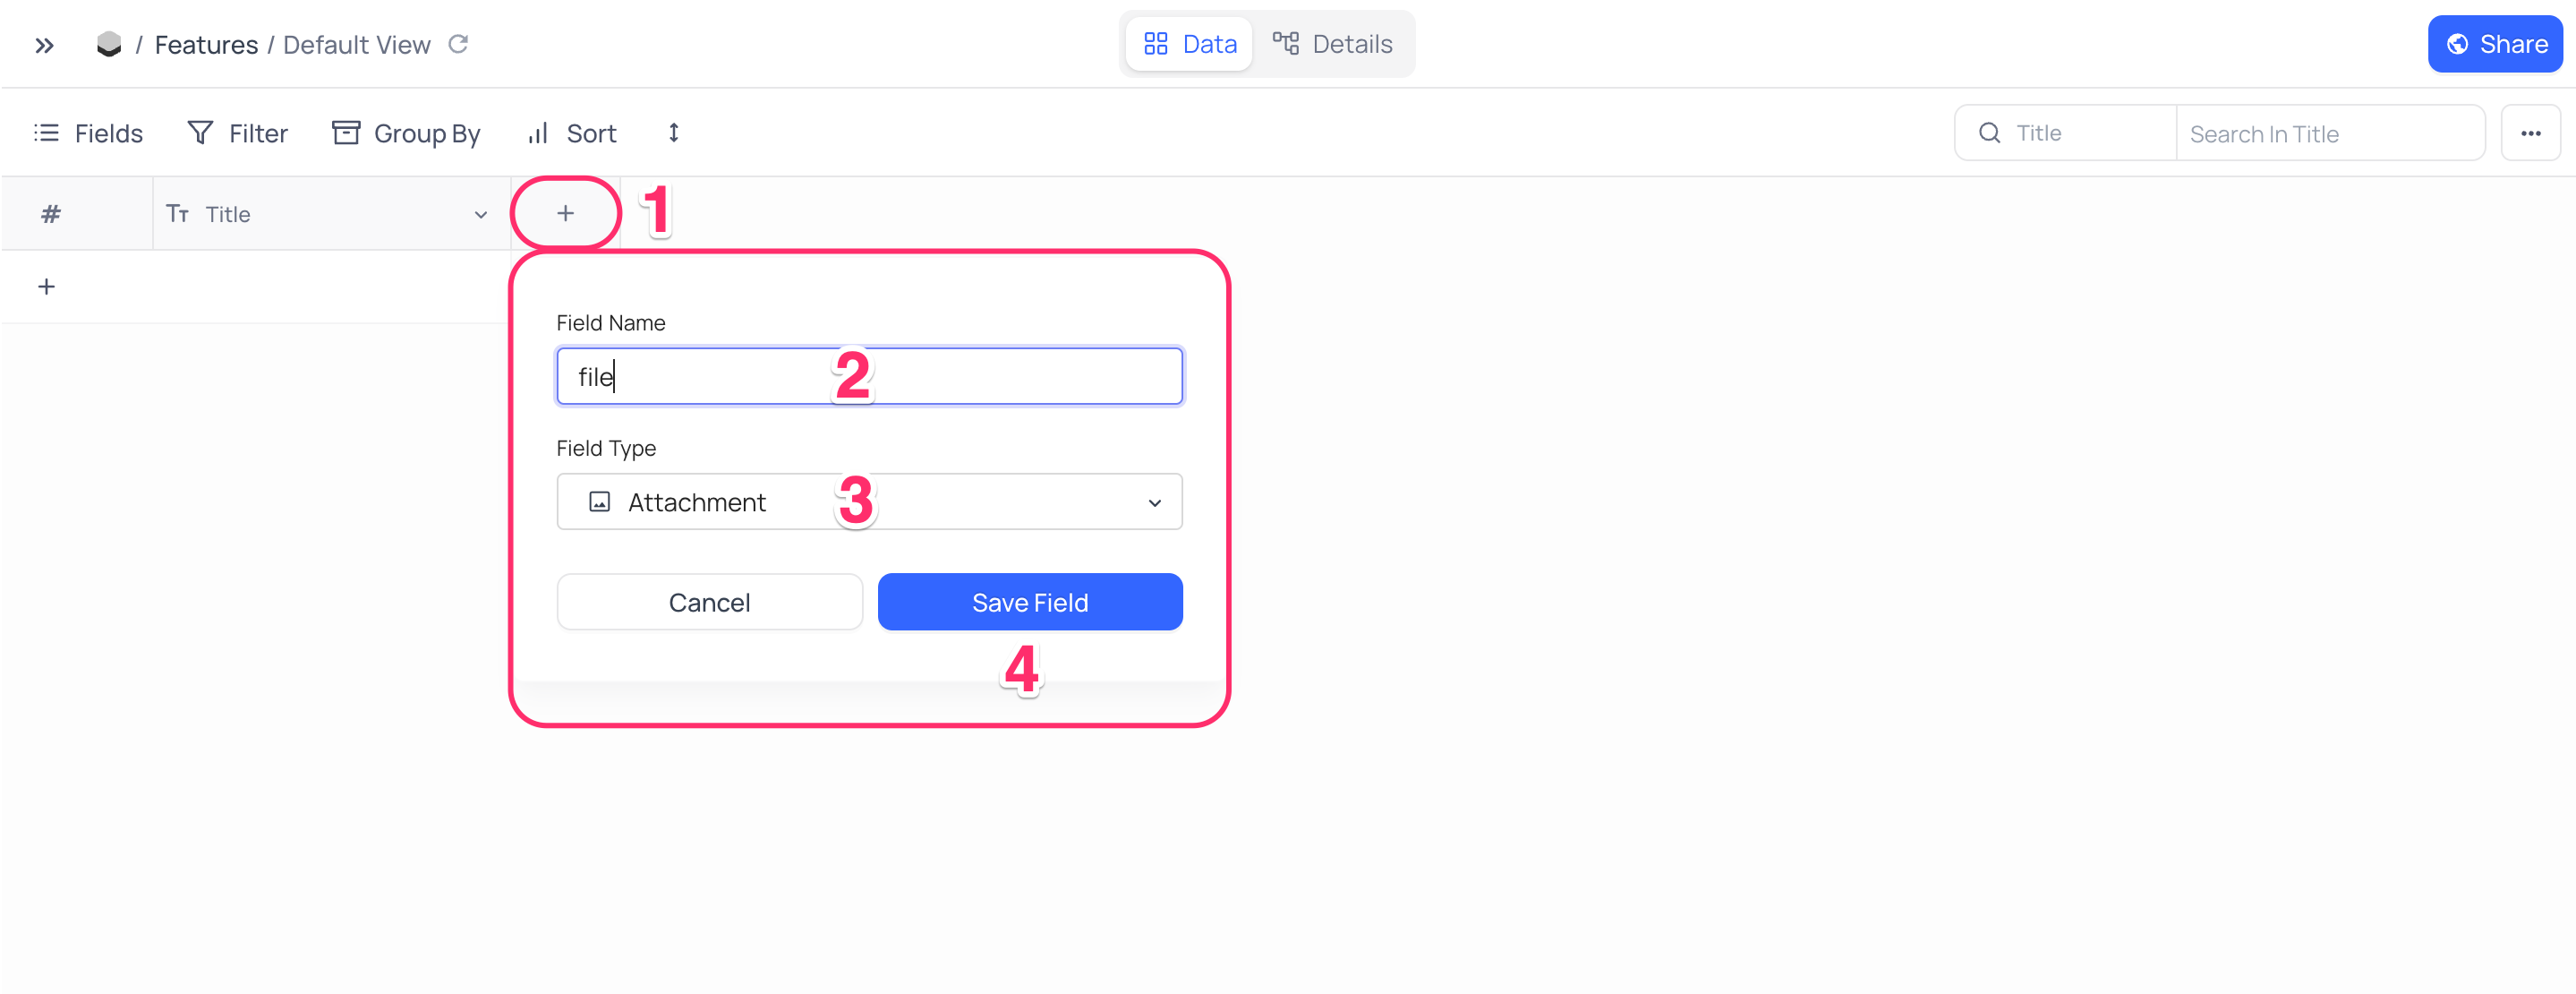 / Features / Default View
Data
Details
Share
Fields
Filter
Group By
Sort
Title
Search In Title
# Title
+ 1
+
Field Name
file 2
Field Type
Attachment 3
Cancel
Save Field
4